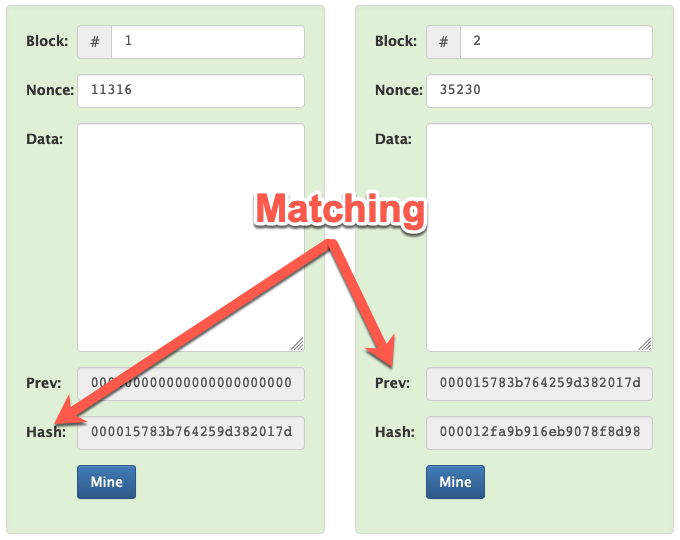 Block: # 1
Nonce: 11316
Data:
Prev: 000000000000000000000000
Hash: 000015783b764259d382017d
Mine
Block: # 2
Nonce: 35230
Data:
Prev: 000015783b764259d382017d
Hash: 000012fa9b916eb9078f8d98
Mine
Matching